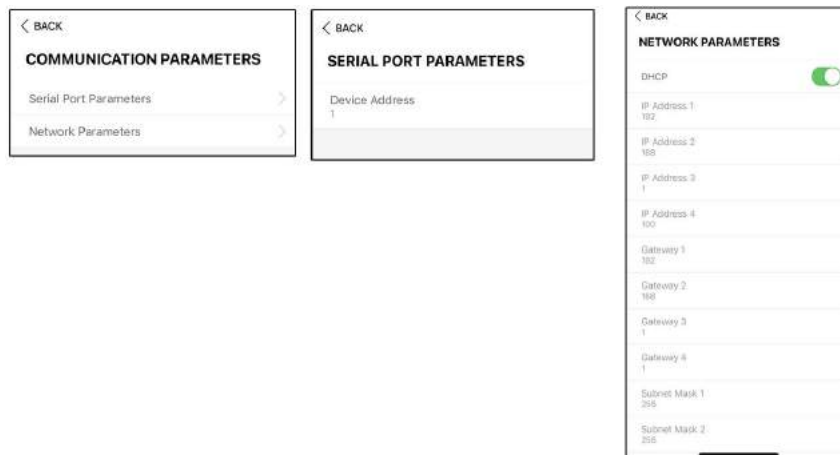 BACK
COMMUNICATION PARAMETERS
Serial Port Parameters
Network Parameters
BACK
SERIAL PORT PARAMETERS
Device Address
1
BACK
NETWORK PARAMETERS
DHCP
IP Address 1
192
IP Address 2
168
IP Address 3
1
IP Address 4
100
Gateway 1
192
Gateway 2
168
Gateway 3
1
Gateway 4
1
Subnet Mask 1
Subnet Mask 2